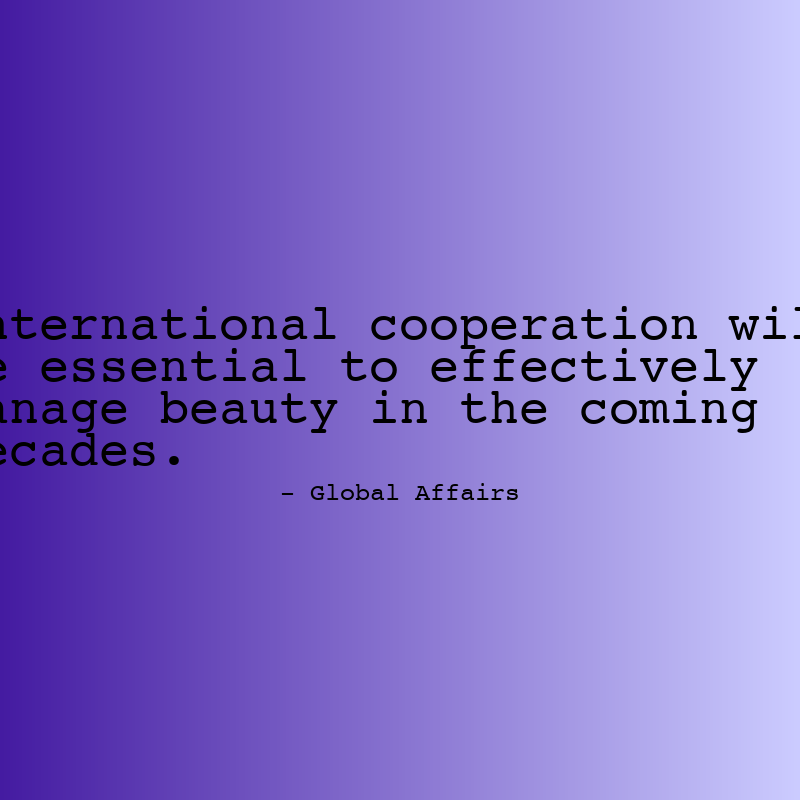 nternational cooperation wil
e essential to effectively
anage beauty in the coming
ecades.
– Global Affairs